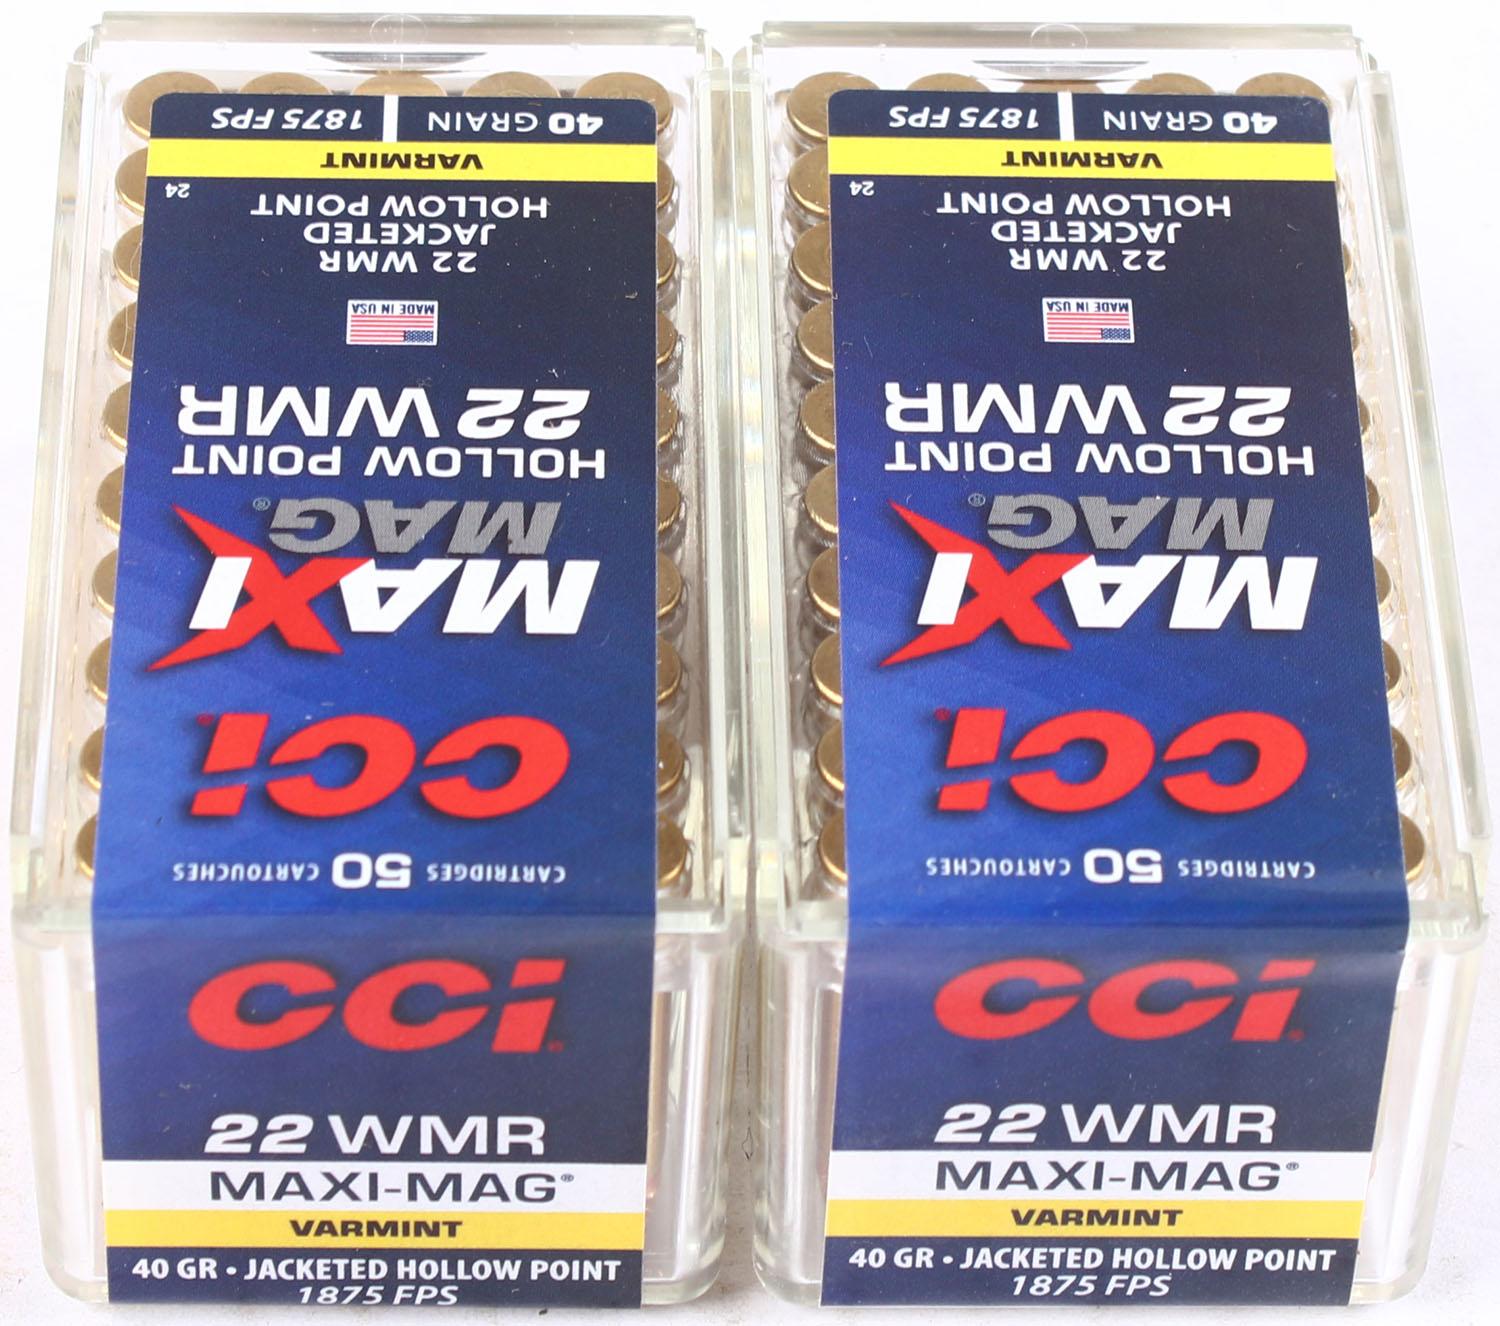 CCI
22 WMR
MAXI-MAG®
VARMINT
40 GR • JACKETED HOLLOW POINT
1875 FPS
50 CARTRIDGES CARTOUCHES
CCI®
MAXI
MAG®
HOLLOW POINT
22 WMR
MADE IN USA
22 WMR
JACKETED
HOLLOW POINT
24
VARMINT
40 GRAIN 1875 FPS
CCI
22 WMR
MAXI-MAG®
VARMINT
40 GR • JACKETED HOLLOW POINT
1875 FPS
CARTRIDGES 50 CARTOUCHES
CCI®
MAXI
MAG®
HOLLOW POINT
22 WMR
MADE IN USA
22 WMR
JACKETED
HOLLOW POINT
24
VARMINT
40 GRAIN 1875 FPS